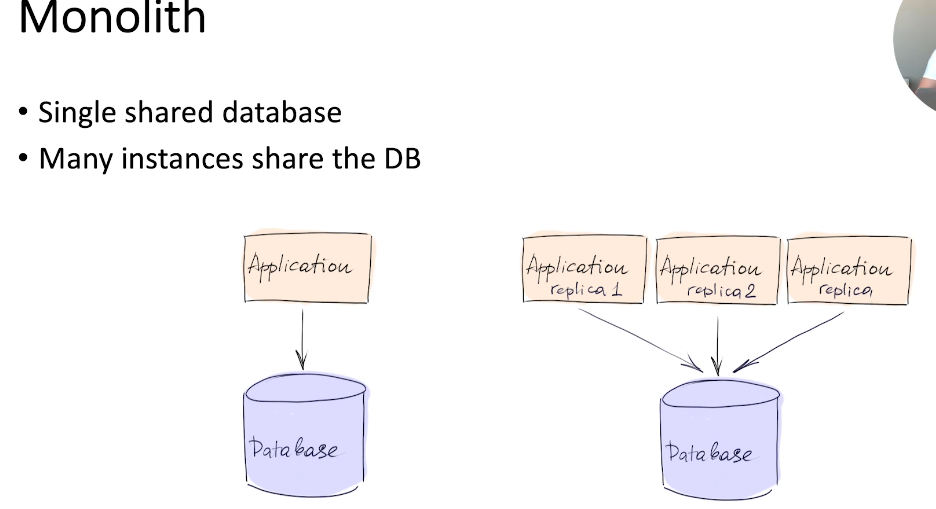 Monolith
• Single shared database
• Many instances share the DB
Application
Application
replica 1
Application
replica 2
Application
replica
Database
Database